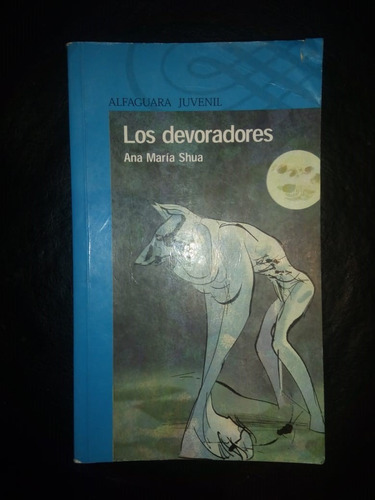 ALFAGUARA JUVENIL
Los devoradores
Ana María Shua